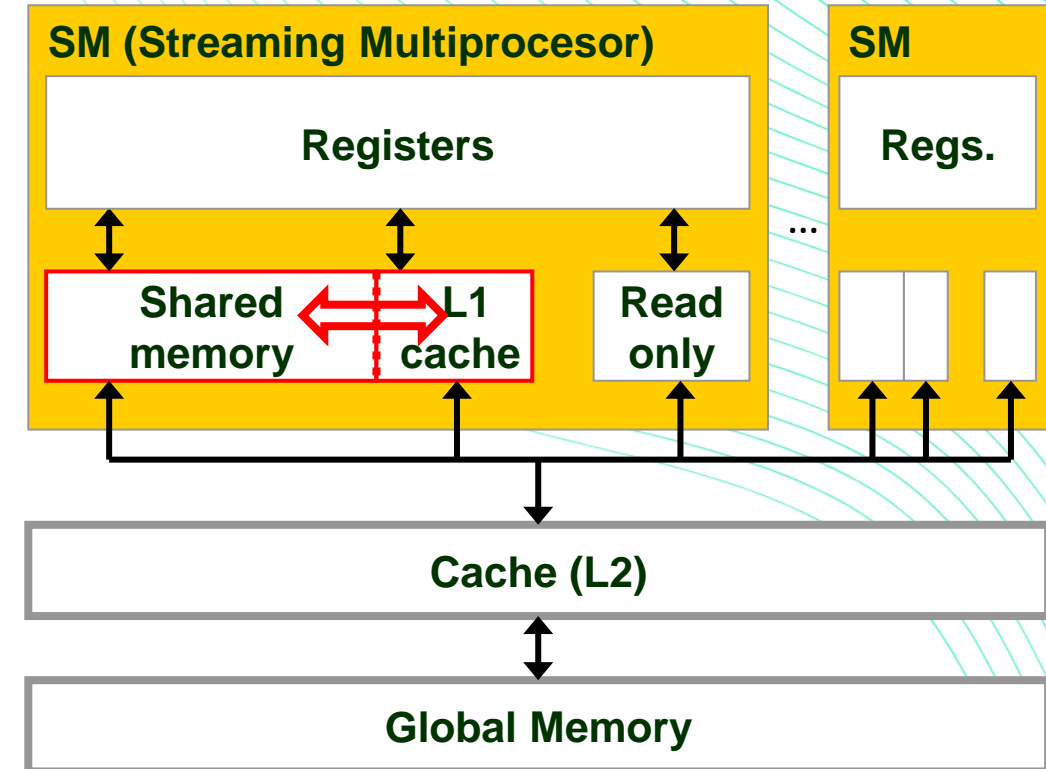 SM (Streaming Multiprocesor)
SM
Registers
Regs.
...
Shared
memory
L1
cache
Read
only
Cache (L2)
Global Memory